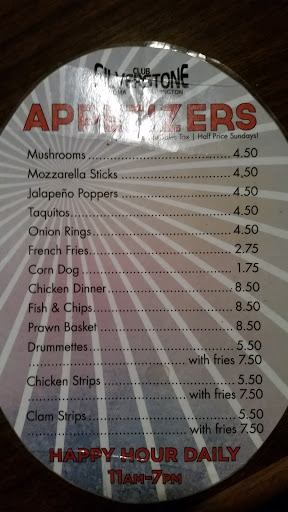 CLUB
SILVERSTONE
APPETIZERS
Tax | Half Price Sundays!
Mushrooms 4.50
Mozzarella Sticks 4.50
Jalapeño Poppers 4.50
Taquitos 4.50
Onion Rings 4.50
French Fries 2.75
Corn Dog 1.75
Chicken Dinner 8.50
Fish & Chips 8.50
Prawn Basket 8.50
Drummettes 5.50
with fries 7.50
Chicken Strips 5.50
with fries 7.50
Clam Strips 5.50
with fries 7.50
HAPPY HOUR DAILY
11AM-7PM